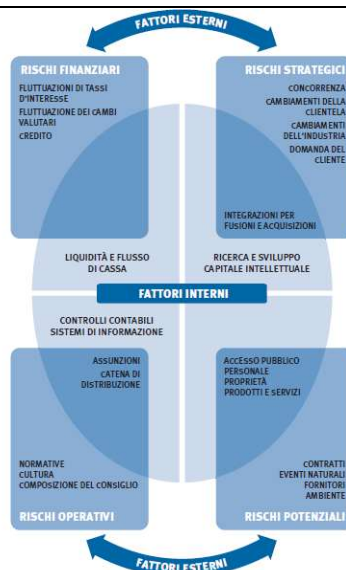 FATTORI ESTERNI
RISCHI FINANZIARI
FLUTTUAZIONI DI TASSI
D'INTERESSE
FLUTTUAZIONE DEI CAMBI
VALUTARI
CREDITO
RISCHI STRATEGICI
CONCORRENZA
CAMBIAMENTI DELLA
CLIENTELA
CAMBIAMENTI
DELL'INDUSTRIA
DOMANDA DEL
CLIENTE
INTEGRAZIONI PER
FUSIONI E ACQUISIZIONI
LIQUIDITÀ E FLUSSO
DI CASSA
RICERCA E SVILUPPO
CAPITALE INTELLETTUALE
FATTORI INTERNI
CONTROLLI CONTABILI
SISTEMI DI INFORMAZIONE
ASSUNZIONI
CATENA DI
DISTRIBUZIONE
ACCESSO PUBBLICO
PERSONALE
PROPRIETÀ
PRODOTTI E SERVIZI
NORMATIVE
CULTURA
COMPOSIZIONE DEL CONSIGLIO
RISCHI OPERATIVI
CONTRATTI
EVENTI NATURALI
FORNITORI
AMBIENTE
RISCHI POTENZIALI
FATTORI ESTERNI